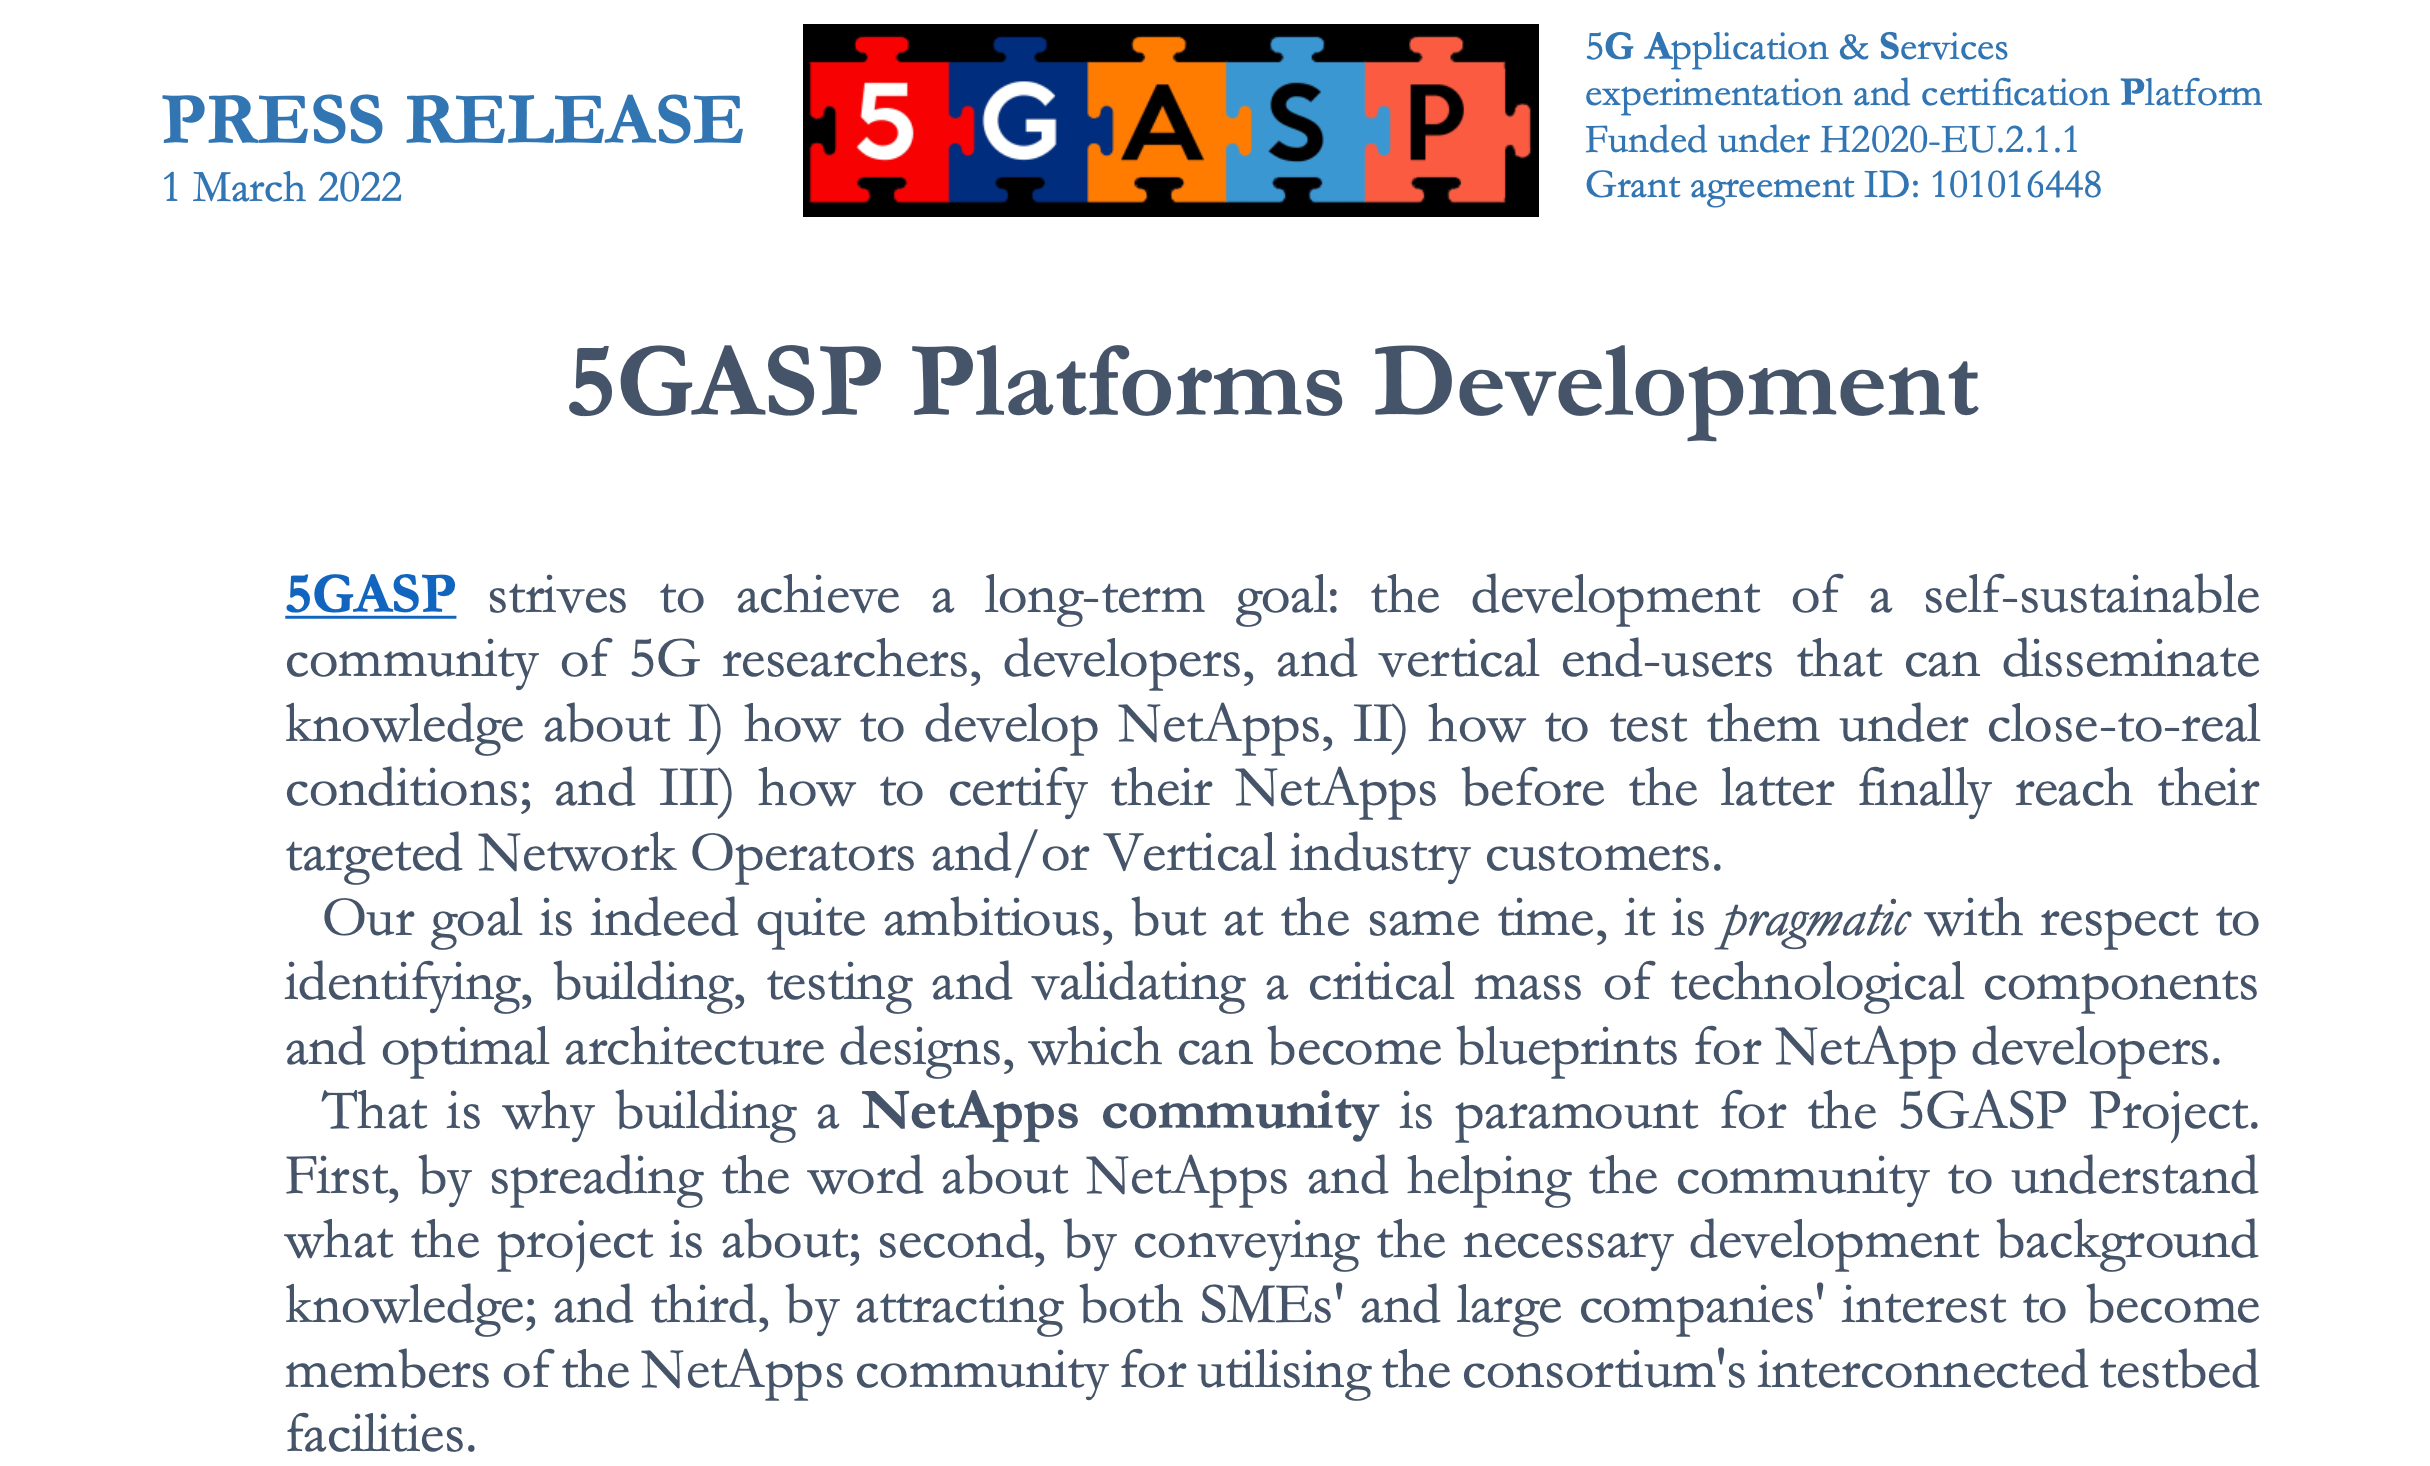 PRESS RELEASE
1 March 2022
5GASP
5G Application & Services
experimentation and certification Platform
Funded under H2020-EU.2.1.1
Grant agreement ID: 101016448
5GASP Platforms Development
5GASP strives to achieve a long-term goal: the development of a self-sustainable
community of 5G researchers, developers, and vertical end-users that can disseminate
knowledge about I) how to develop NetApps, II) how to test them under close-to-real
conditions; and III) how to certify their NetApps before the latter finally reach their
targeted Network Operators and/or Vertical industry customers.
Our goal is indeed quite ambitious, but at the same time, it is pragmatic with respect to
identifying, building, testing and validating a critical mass of technological components
and optimal architecture designs, which can become blueprints for NetApp developers.
That is why building a NetApps community is paramount for the 5GASP Project.
First, by spreading the word about NetApps and helping the community to understand
what the project is about; second, by conveying the necessary development background
knowledge; and third, by attracting both SMEs' and large companies' interest to become
members of the NetApps community for utilising the consortium's interconnected testbed
facilities.